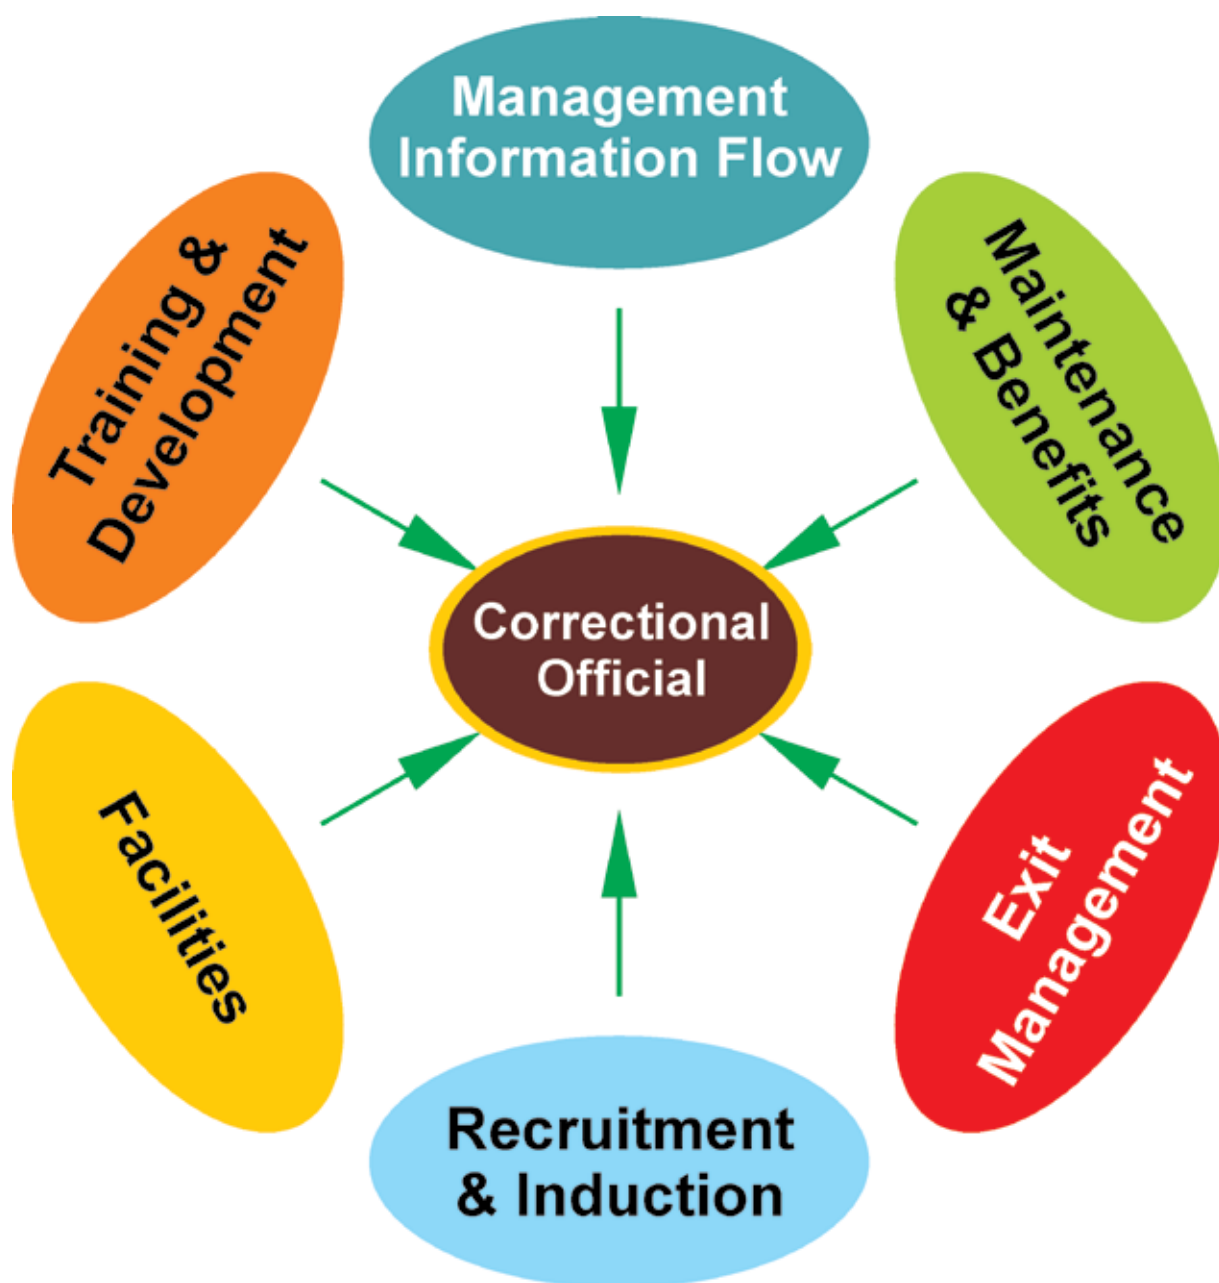 Management
Information Flow
Training &
Development
Maintenance
& Benefits
Correctional
Official
Facilities
Exit
Management
Recruitment
& Induction